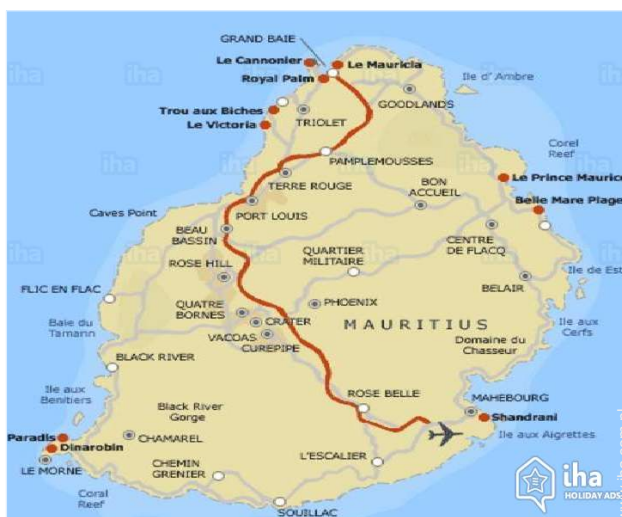 GRAND BAIE
Le Cannonier
Le Mauricia
Royal Palm
Ile d' Ambre
GOODLANDS
Trou aux Biches
TRIOLET
Le Victoria
Corel
Reef
PAMPLEMOUSSES
TERRE ROUGE
Le Prince Maurice
BON
ACCUEIL
Belle Mare Plage
Caves Point
PORT LOUIS
BEAU
BASSIN
CENTRE
DE FLACQ
QUARTIER
MILITAIRE
ROSE HILL
Ile de Est
BELAIR
FLIC EN FLAC
QUATRE
BORNES
PHOENIX
CRATER
MAURITIUS
Ile aux
Cerfs
Baie du
Tamann
VACOAS
CUREPIPE
Domaine du
Chasseur
BLACK RIVER
Ile aux
Benitiers
ROSE BELLE
MAHEBOURG
Black River
Gorge
Shandrani
Paradis
CHAMAREL
Ile aux Aigrettes
Dinarobin
LE MORNE
L'ESCALIER
CHEMIN
GRENIER
Coral
Reef
SOUILLAC
iha
HOLIDAY ADS